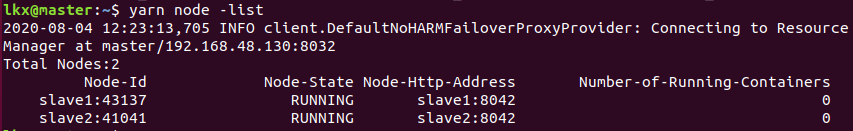 lkx@master:~$ yarn node -list
2020-08-04 12:23:13,705 INFO client.DefaultNoHARMFailoverProxyProvider: Connecting to Resource
Manager at master/192.168.48.130:8032
Total Nodes:2
Node-Id Node-State Node-Http-Address Number-of-Running-Containers
slave1:43137 RUNNING slave1:8042 0
slave2:41041 RUNNING slave2:8042 0